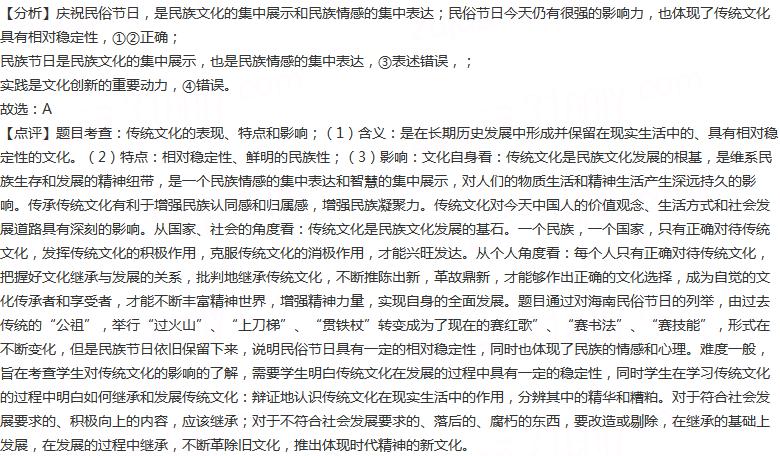 【分析】庆祝民俗节日，是民族文化的集中展示和民族情感的集中表达；民俗节日今天仍有很强的影响力，也体现了传统文化
具有相对稳定性，①②正确；
民族节日是民族文化的集中展示，也是民族情感的集中表达，③表述错误，；
实践是文化创新的重要动力，④错误。
故选：A
【点评】题目考查：传统文化的表现、特点和影响；（1）含义：是在长期历史发展中形成并保留在现实生活中的、具有相对稳
定性的文化。（2）特点：相对稳定性、鲜明的民族性；（3）影响：文化自身看：传统文化是民族文化发展的根基，是维系民
族生存和发展的精神纽带，是一个民族情感的集中表达和智慧的集中展示，对人们的物质生活和精神生活产生深远持久的影
响。传承传统文化有利于增强民族认同感和归属感，增强民族凝聚力。传统文化对今天中国人的价值观念、生活方式和社会发
展道路具有深刻的影响。从国家、社会的角度看：传统文化是民族文化发展的基石。一个民族，一个国家，只有正确对待传统
文化，发挥传统文化的积极作用，克服传统文化的消极作用，才能兴旺发达。从个人角度看：每个人只有正确对待传统文化，
把握好文化继承与发展的关系，批判地继承传统文化，不断推陈出新，革故鼎新，才能够作出正确的文化选择，成为自觉的文
化传承者和享受者，才能不断丰富精神世界，增强精神力量，实现自身的全面发展。题目通过对海南民俗节日的列举，由过去
传统的“公祖”，举行“过火山”、“上刀梯”、“贯铁杖”转变成为了现在的赛红歌”、“赛书法”、“赛技能”，形式在
不断变化，但是民族节日依旧保留下来，说明民俗节日具有一定的相对稳定性，同时也体现了民族的情感和心理。难度一般，
旨在考查学生对传统文化的影响的了解，需要学生明白传统文化在发展的过程中具有一定的稳定性，同时学生在学习传统文化
的过程中明白如何继承和发展传统文化：辩证地认识传统文化在现实生活中的作用，分辨其中的精华和糟粕。对于符合社会发
展要求的、积极向上的内容，应该继承；对于不符合社会发展要求的、落后的、腐朽的东西，要改造或剔除，在继承的基础上
发展，在发展的过程中继承，不断革除旧文化，推出体现时代精神的新文化。